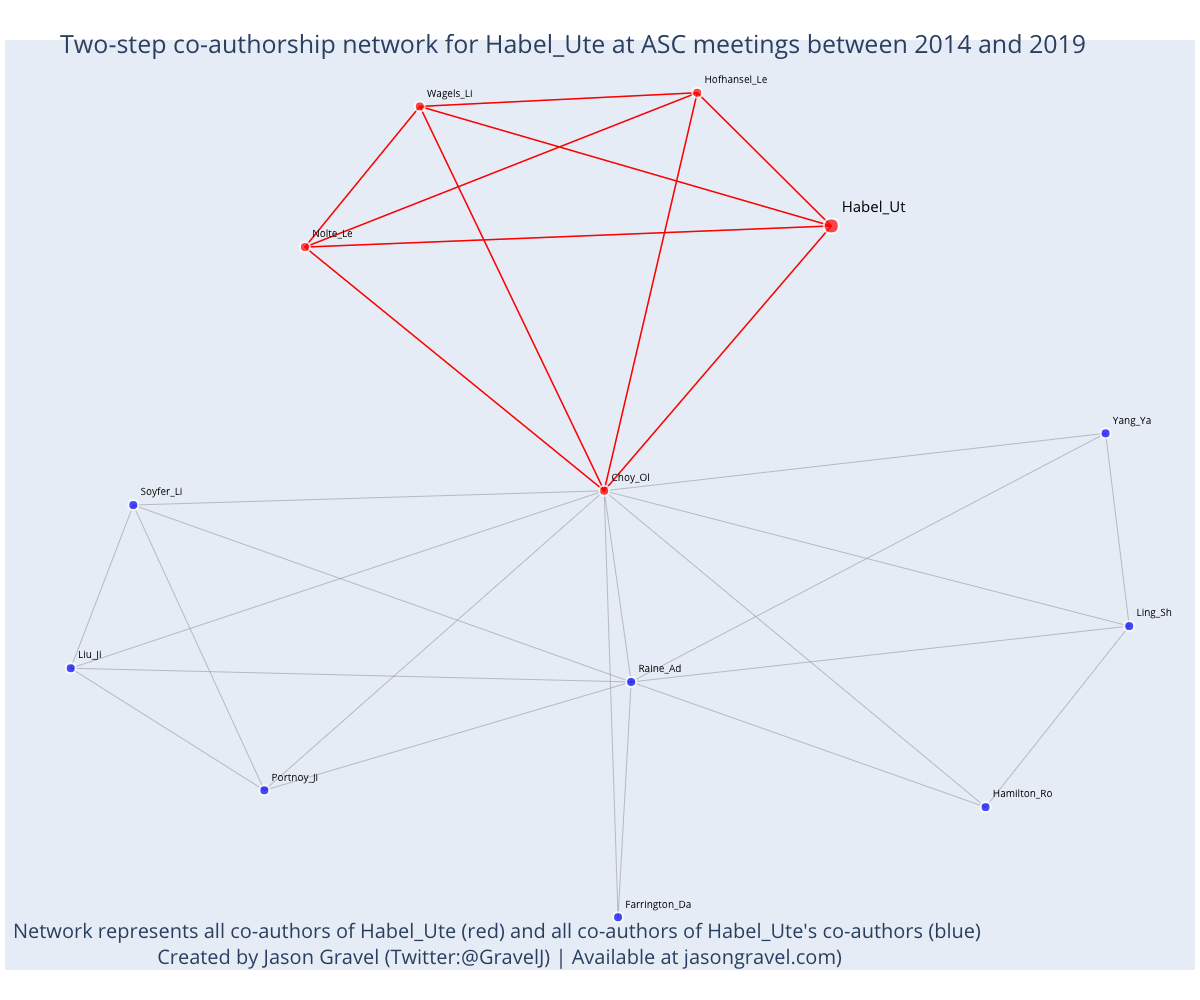 Two-step co-authorship network for Habel_Ute at ASC meetings between 2014 and 2019
Hofhansel_Le
Wagels_Li
Habel_Ut
Nolte_Le
Yang_Ya
Choy_Ol
Soyfer_Li
Ling_Sh
Liu_Ji
Raine_Ad
Portnoy_Ji
Hamilton_Ro
Farrington_Da
Network represents all co-authors of Habel_Ute (red) and all co-authors of Habel_Ute's co-authors (blue)
Created by Jason Gravel (Twitter:@GravelJ) | Available at jasongravel.com)